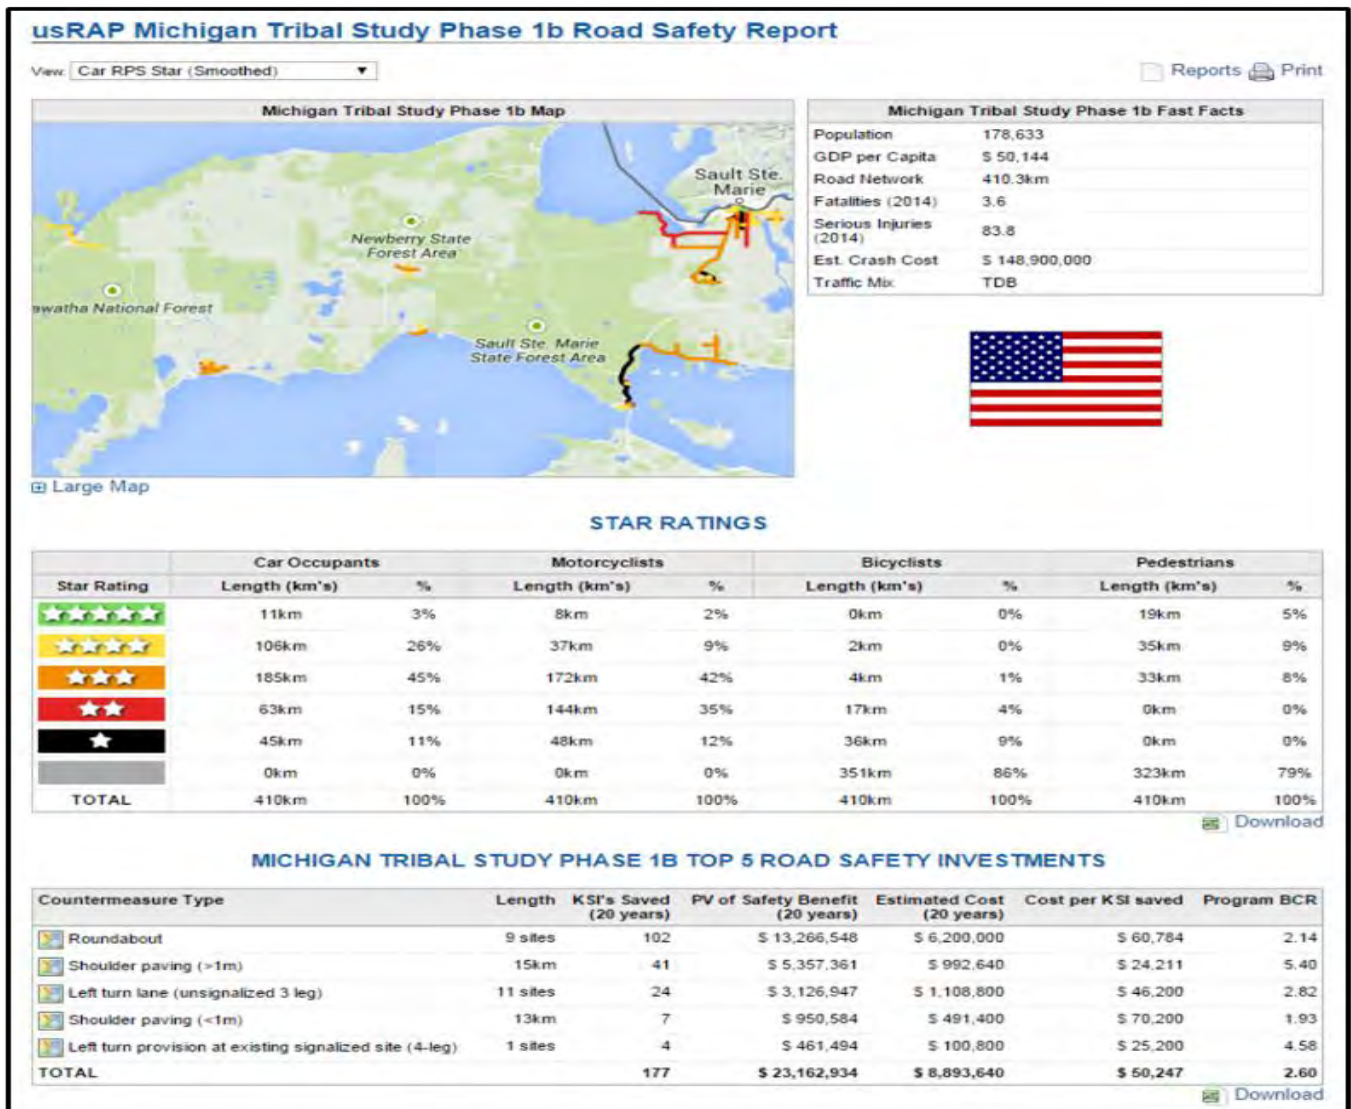 usRAP Michigan Tribal Study Phase 1b Road Safety Report
View: Car RPS Star (Smoothed) Reports Print
Michigan Tribal Study Phase 1b Map
Sault Ste.
Marie
Newberry State
Forest Area
awatha National Forest
Sault Ste. Marie
State Forest Area
Large Map
Michigan Tribal Study Phase 1b Fast Facts
Population 178,633
GDP per Capita $ 50,144
Road Network 410.3km
Fatalities (2014) 3.6
Serious Injuries
(2014) 83.8
Est. Crash Cost $ 148,900,000
Traffic Mix TDB
STAR RATINGS
Car Occupants Motorcyclists Bicyclists Pedestrians
Star Rating Length (km's) % Length (km's) % Length (km's) % Length (km's) %
11km 3% 8km 2% 0km 0% 19km 5%
106km 26% 37km 9% 2km 0% 35km 9%
185km 45% 172km 42% 4km 1% 33km 8%
63km 15% 144km 35% 17km 4% 0km 0%
45km 11% 48km 12% 36km 9% 0km 0%
0km 0% 0km 0% 351km 86% 323km 79%
TOTAL 410km 100% 410km 100% 410km 100% 410km 100%
Download
MICHIGAN TRIBAL STUDY PHASE 1B TOP 5 ROAD SAFETY INVESTMENTS
Countermeasure Type Length KSI's Saved PV of Safety Benefit Estimated Cost Cost per KSI saved Program BCR
(20 years) (20 years) (20 years)
Roundabout 9 sites 102 $ 13,266,548 $ 6,200,000 $ 60,784 2.14
Shoulder paving (>1m) 15km 41 $ 5,357,361 $ 992,640 $ 24,211 5.40
Left turn lane (unsignalized 3 leg) 11 sites 24 $ 3,126,947 $ 1,108,800 $ 46,200 2.82
Shoulder paving (<1m) 13km 7 $ 950,584 $ 491,400 $ 70,200 1.93
Left turn provision at existing signalized site (4-leg) 1 sites 4 $ 461,494 $ 100,800 $ 25,200 4.58
TOTAL 177 $ 23,162,934 $ 8,893,640 $ 50,247 2.60
Download